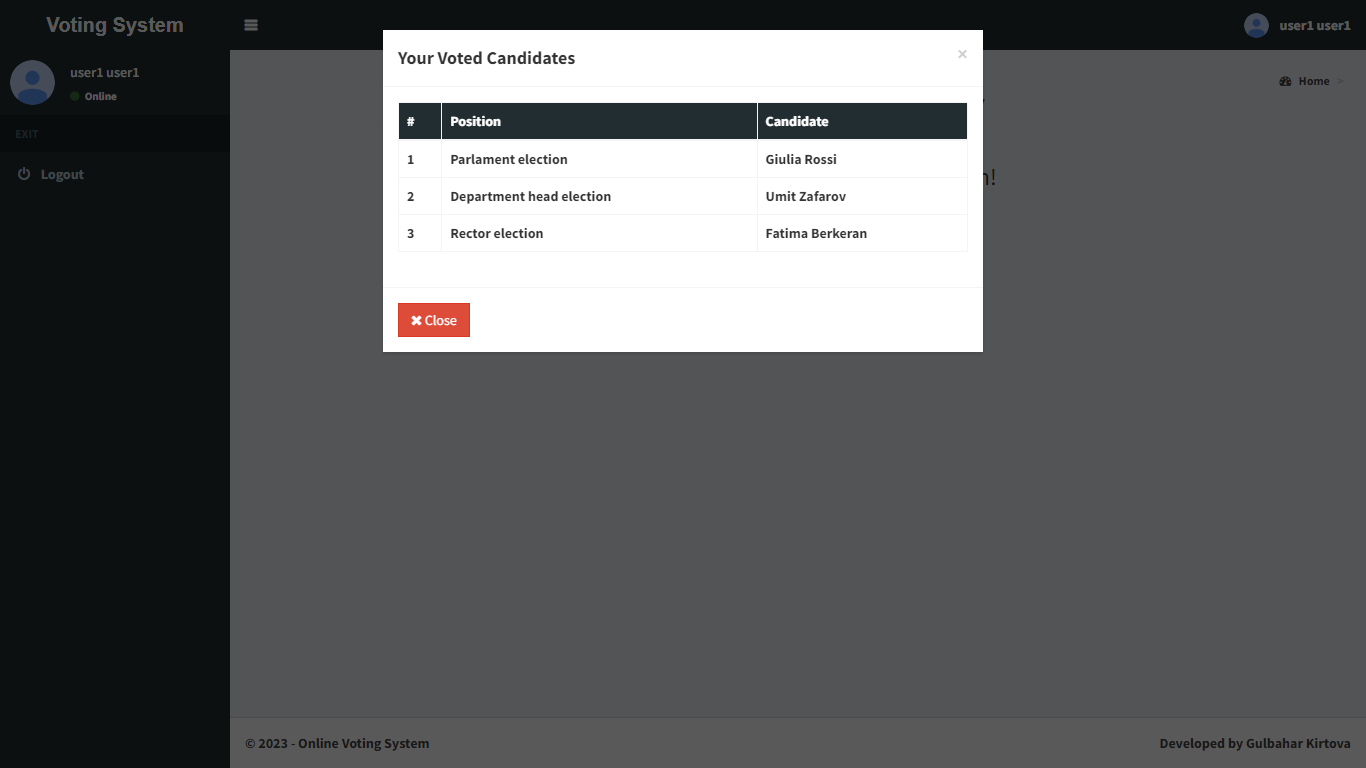 Voting System
user1 user1
user1 user1
Online
EXIT
Logout
Home >
Your Voted Candidates
×
# Position Candidate
1 Parlament election Giulia Rossi
2 Department head election Umit Zafarov
3 Rector election Fatima Berkeran
Close
© 2023 - Online Voting System
Developed by Gulbahar Kirtova